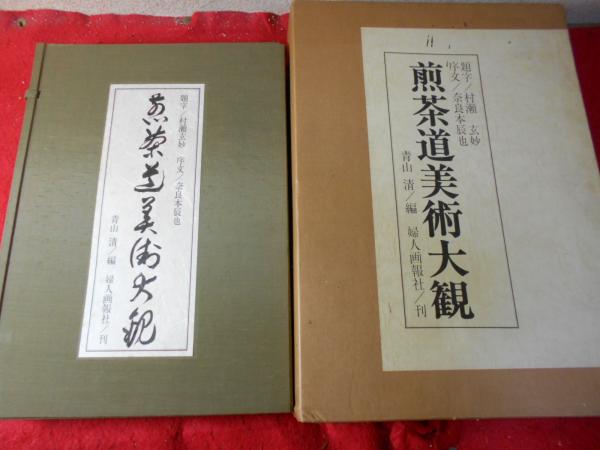 題字/村瀬玄妙 序文/奈良本辰也
煎茶道美術大観
青山 清/編 婦人画報社/刊
題字/村瀬 玄妙
序文/奈良本辰也
煎茶道美術大観
青山 清/編 婦人画報社/刊